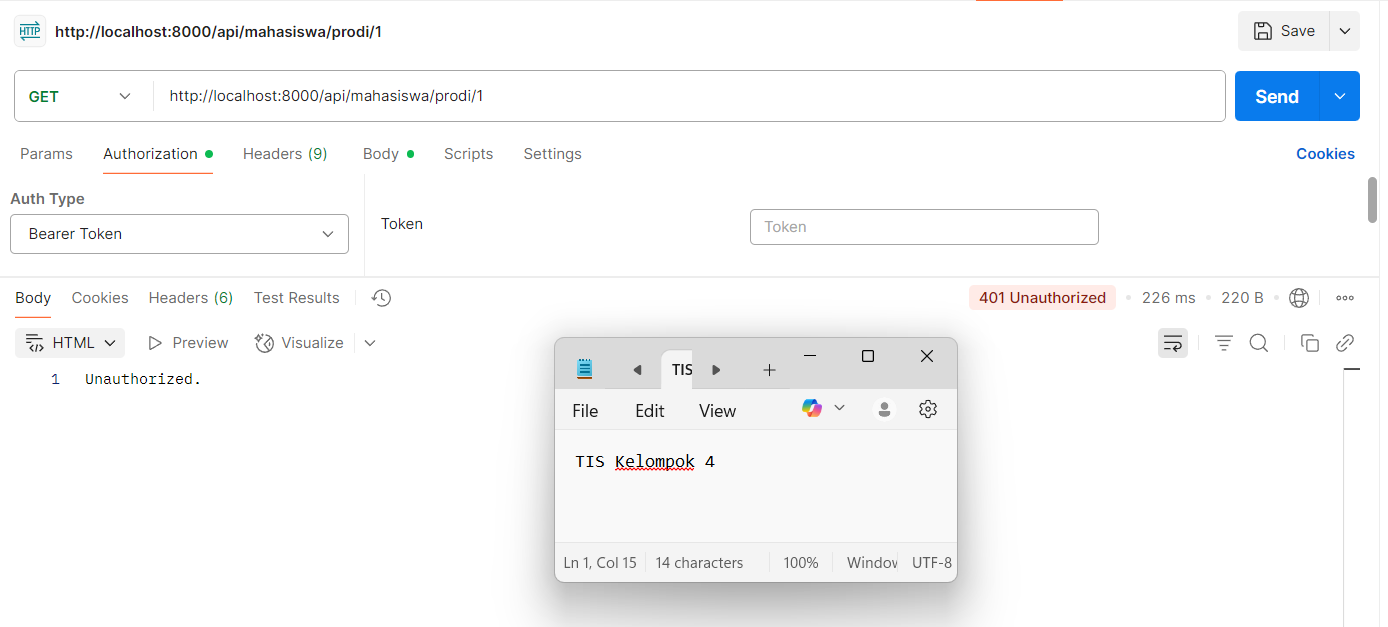 HTTP http://localhost:8000/api/mahasiswa/prodi/1 Save
GET http://localhost:8000/api/mahasiswa/prodi/1 Send
Params Authorization Headers (9) Body Scripts Settings Cookies
Auth Type
Bearer Token
Token Token
Body Cookies Headers (6) Test Results 401 Unauthorized 226 ms 220 B
HTML Preview Visualize
1 Unauthorized.
TIS
File Edit View
TIS Kelompok 4
Ln 1, Col 15 14 characters 100% Window UTF-8